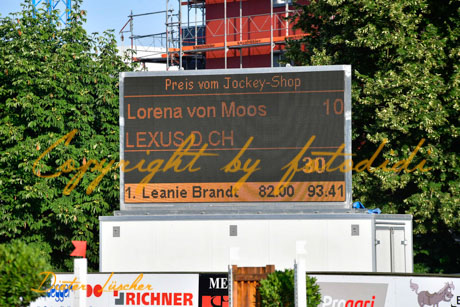 Preis vom Jockey-Shop
Lorena von Moos 10
LEXUS D CH
Copyright by fotodidi
30
1. Leanie Brandt 82.00 93.41
RICHNER
Progeri